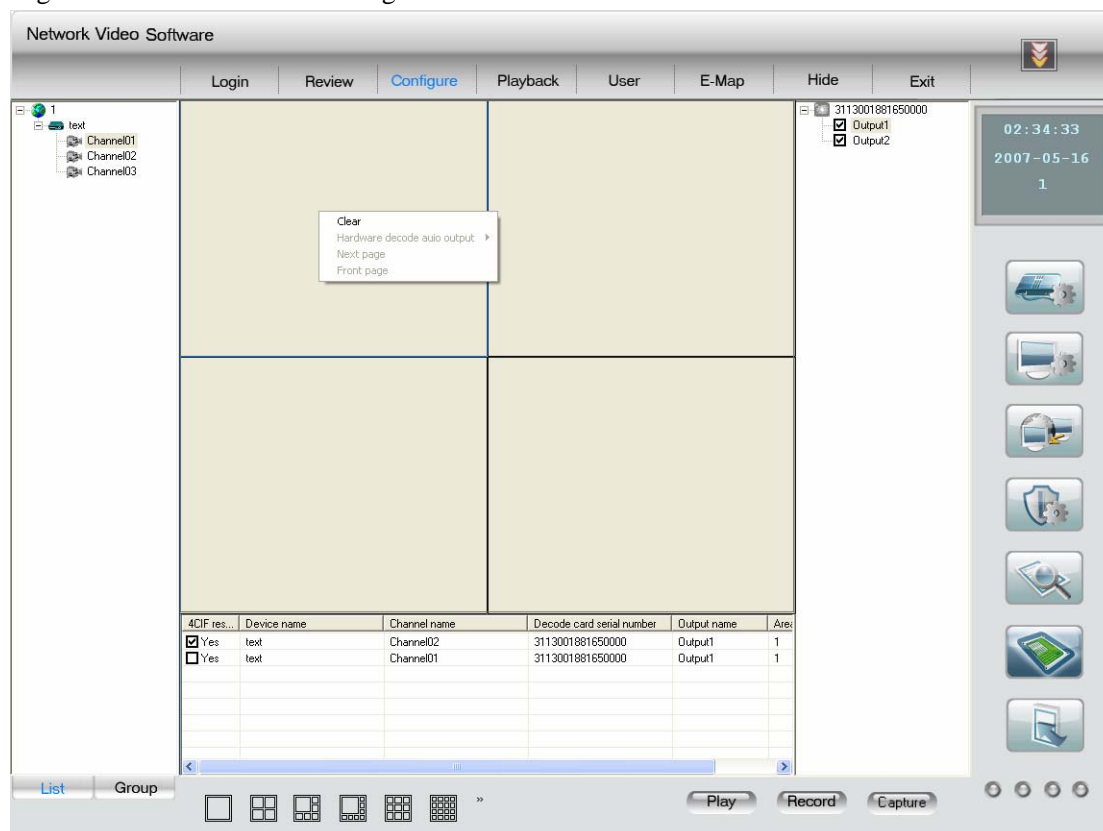 Network Video Software
Login Review Configure Playback User E-Map Hide Exit
1
text
Channel01
Channel02
Channel03
Clear
Hardware decode auio output
Next page
Front page
3113001881650000
Output1
Output2
02:34:33
2007-05-16
1
4CIF res... Device name Channel name Decode card serial number Output name Area
Yes text Channel02 3113001881650000 Output1 1
Yes text Channel01 3113001881650000 Output1 1
List Group
» Play Record Capture